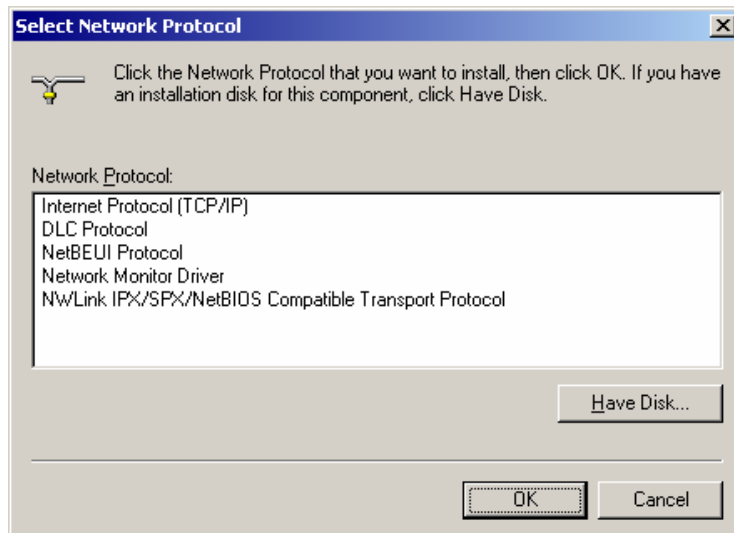 Select Network Protocol
Click the Network Protocol that you want to install, then click OK. If you have
an installation disk for this component, click Have Disk.
Network Protocol:
Internet Protocol (TCP/IP)
DLC Protocol
NetBEUI Protocol
Network Monitor Driver
NWLink IPX/SPX/NetBIOS Compatible Transport Protocol
Have Disk...
OK
Cancel